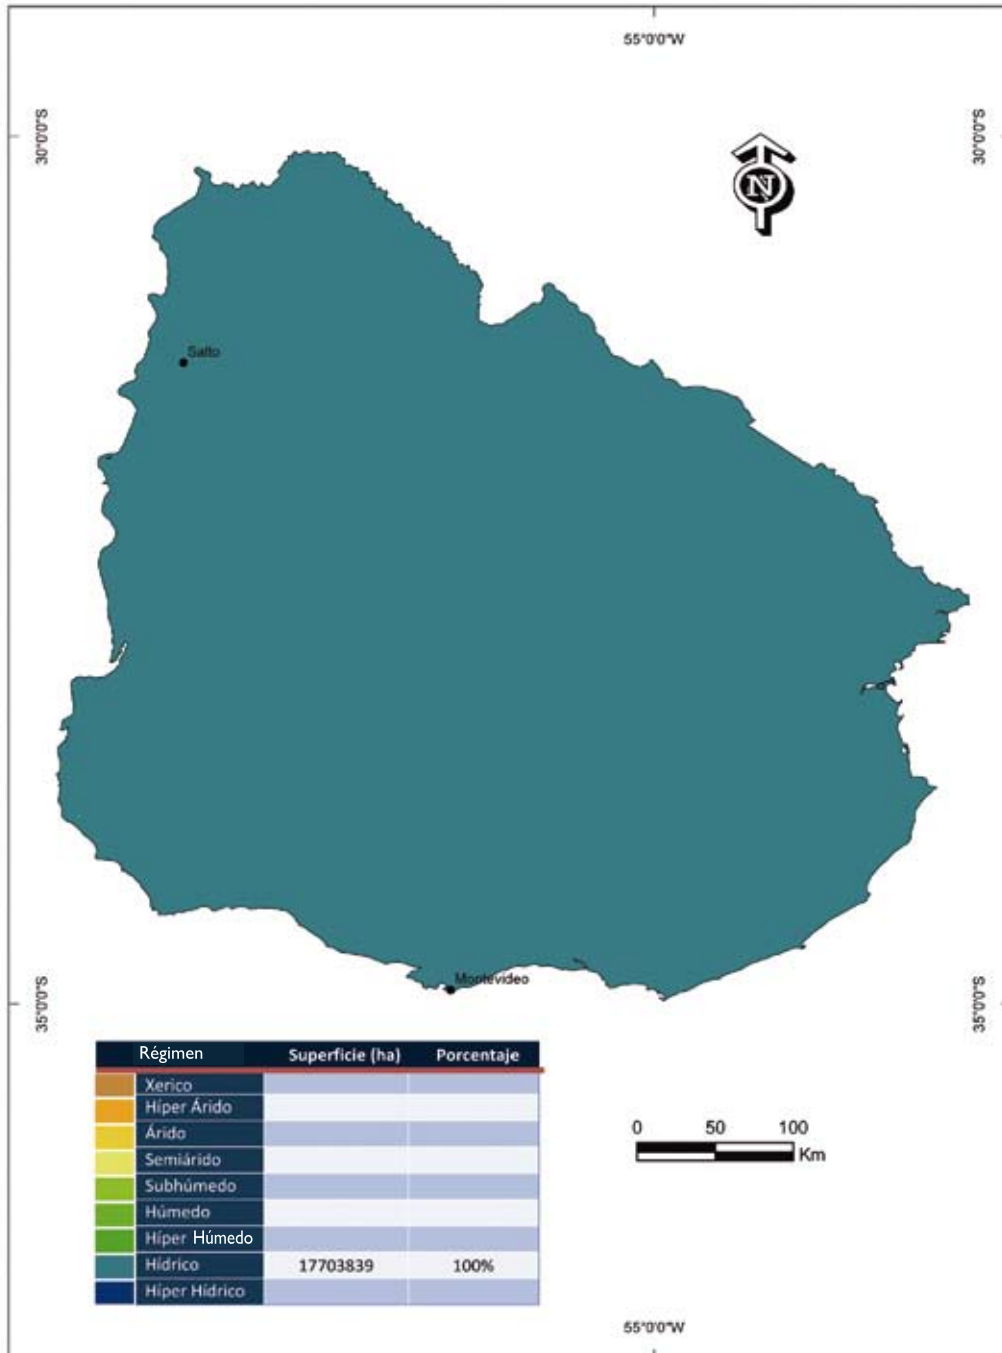 55°0'0"W
30°0'0"S
30°0'0"S
N
Salto
Montevideo
35°0'0"S
35°0'0"S
Régimen Superficie (ha) Porcentaje
Xerico
Híper Árido
Árido
Semiárido
Subhúmedo
Húmedo
Híper Húmedo
Hídrico 17703839 100%
Híper Hídrico
0 50 100
Km
55°0'0"W